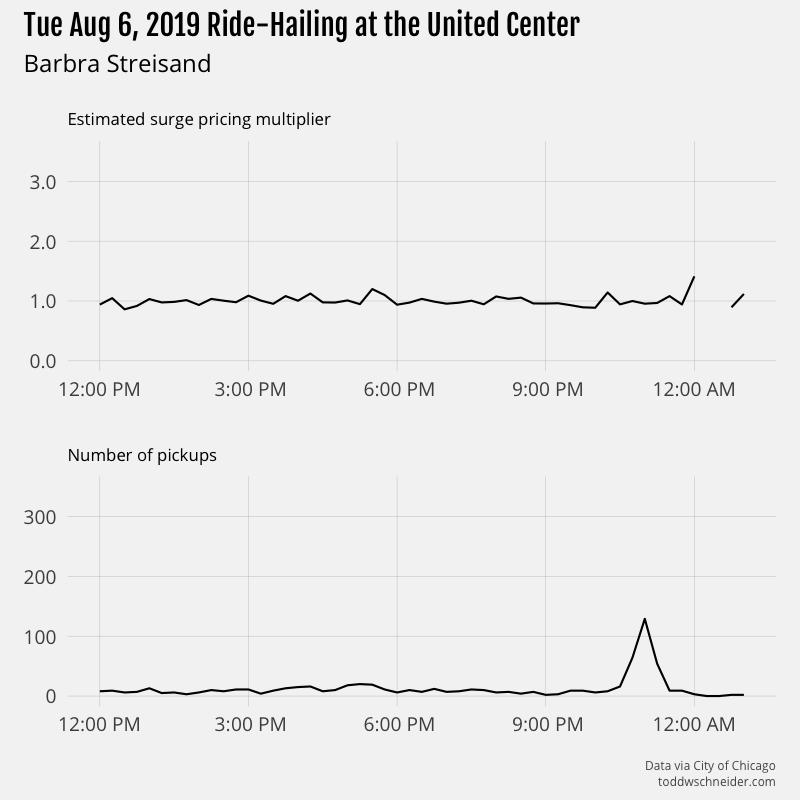 Tue Aug 6, 2019 Ride-Hailing at the United Center
Barbra Streisand
Estimated surge pricing multiplier
3.0
2.0
1.0
0.0
12:00 PM 3:00 PM 6:00 PM 9:00 PM 12:00 AM
Number of pickups
300
200
100
0
12:00 PM 3:00 PM 6:00 PM 9:00 PM 12:00 AM
Data via City of Chicago
toddwschneider.com